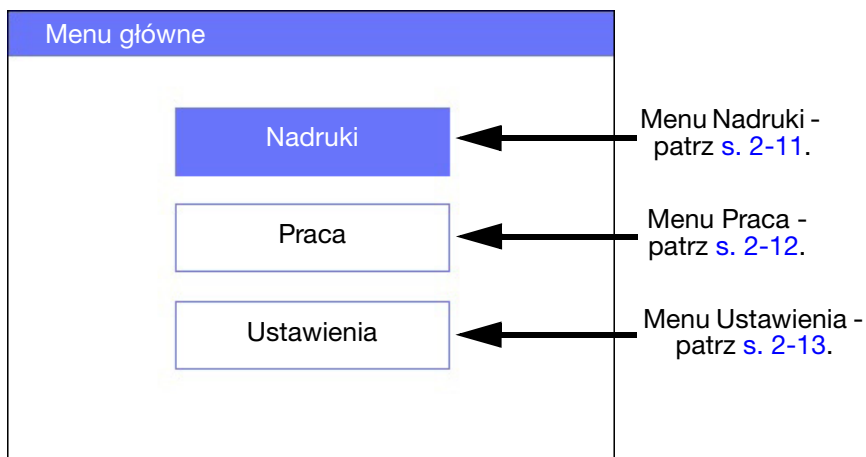 Menu główne
Nadruki
Menu Nadruki -
patrz s. 2-11.
Praca
Menu Praca -
patrz s. 2-12.
Ustawienia
Menu Ustawienia -
patrz s. 2-13.